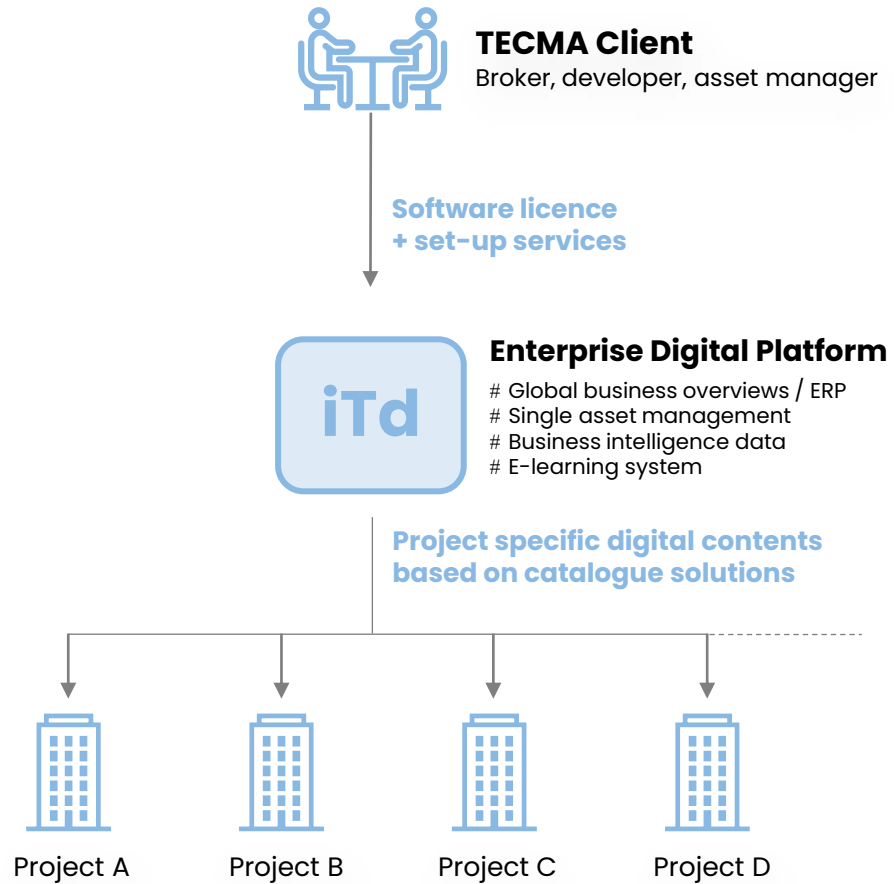 TECMA Client
Broker, developer, asset manager
Software licence
+ set-up services
iTd
Enterprise Digital Platform
# Global business overviews / ERP
# Single asset management
# Business intelligence data
# E-learning system
Project specific digital contents
based on catalogue solutions
Project A
Project B
Project C
Project D